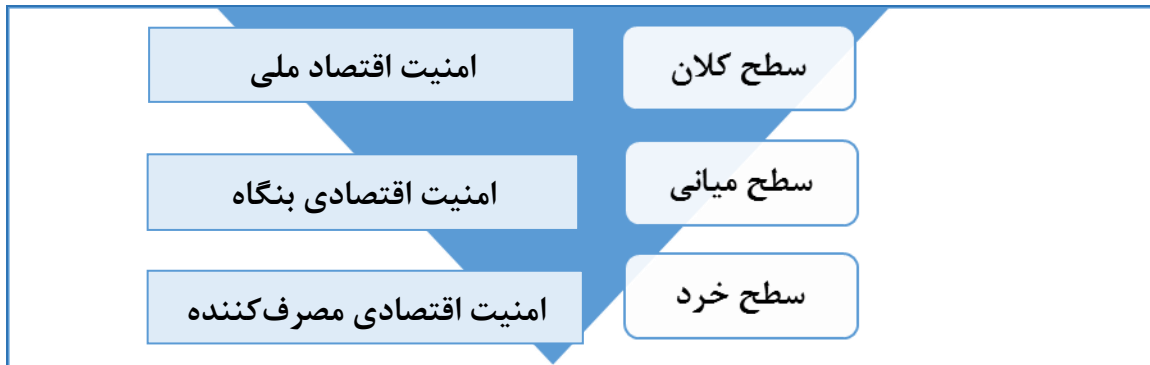 سطح کلان
امنیت اقتصاد ملی
سطح میانی
امنیت اقتصادی بنگاه
سطح خرد
امنیت اقتصادی مصرف‌کننده